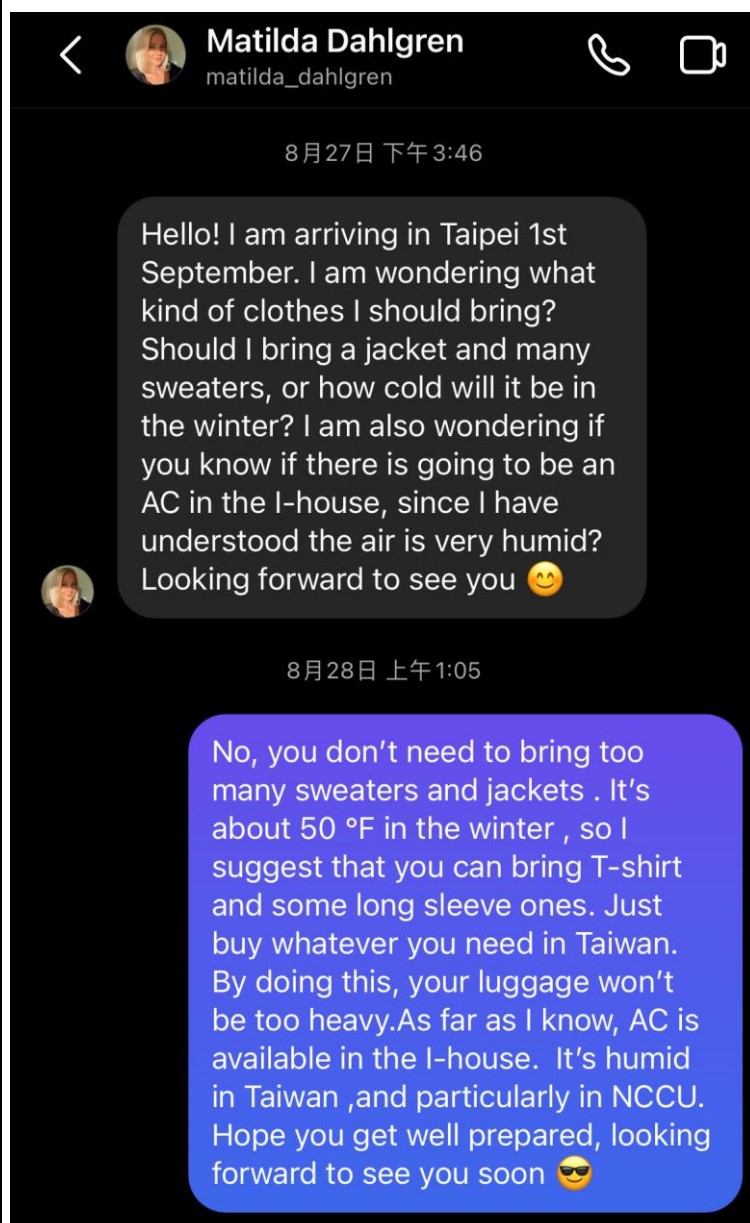 Matilda Dahlgren
matilda_dahlgren
8月27日 下午3:46
Hello! I am arriving in Taipei 1st
September. I am wondering what
kind of clothes I should bring?
Should I bring a jacket and many
sweaters, or how cold will it be in
the winter? I am also wondering if
you know if there is going to be an
AC in the I-house, since I have
understood the air is very humid?
Looking forward to see you 😊
8月28日 上午1:05
No, you don’t need to bring too
many sweaters and jackets . It’s
about 50 °F in the winter , so I
suggest that you can bring T-shirt
and some long sleeve ones. Just
buy whatever you need in Taiwan.
By doing this, your luggage won’t
be too heavy.As far as I know, AC is
available in the I-house.  It’s humid
in Taiwan ,and particularly in NCCU.
Hope you get well prepared, looking
forward to see you soon 😎